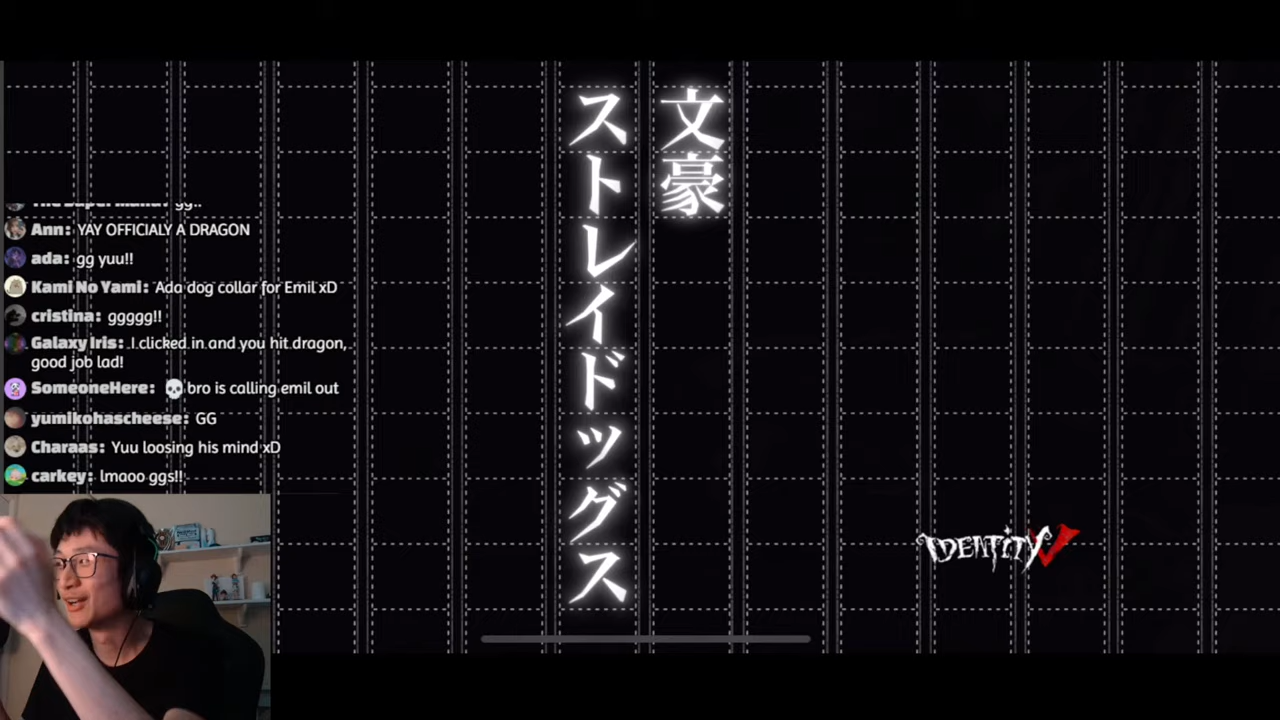 文豪
ストレイドッグス
IDENTITY V
Ann: YAY OFFICIALY A DRAGON
ada: gg yuu!!
Kami No Yami: Ada dog collar for Emil xD
cristina: ggggg!!
Galaxy Iris: I clicked in and you hit dragon,
good job lad!
SomeoneHere: 💀 bro is calling emil out
yumikohascheese: GG
Charaas: Yuu loosing his mind xD
carkey: lmaoo ggs!!